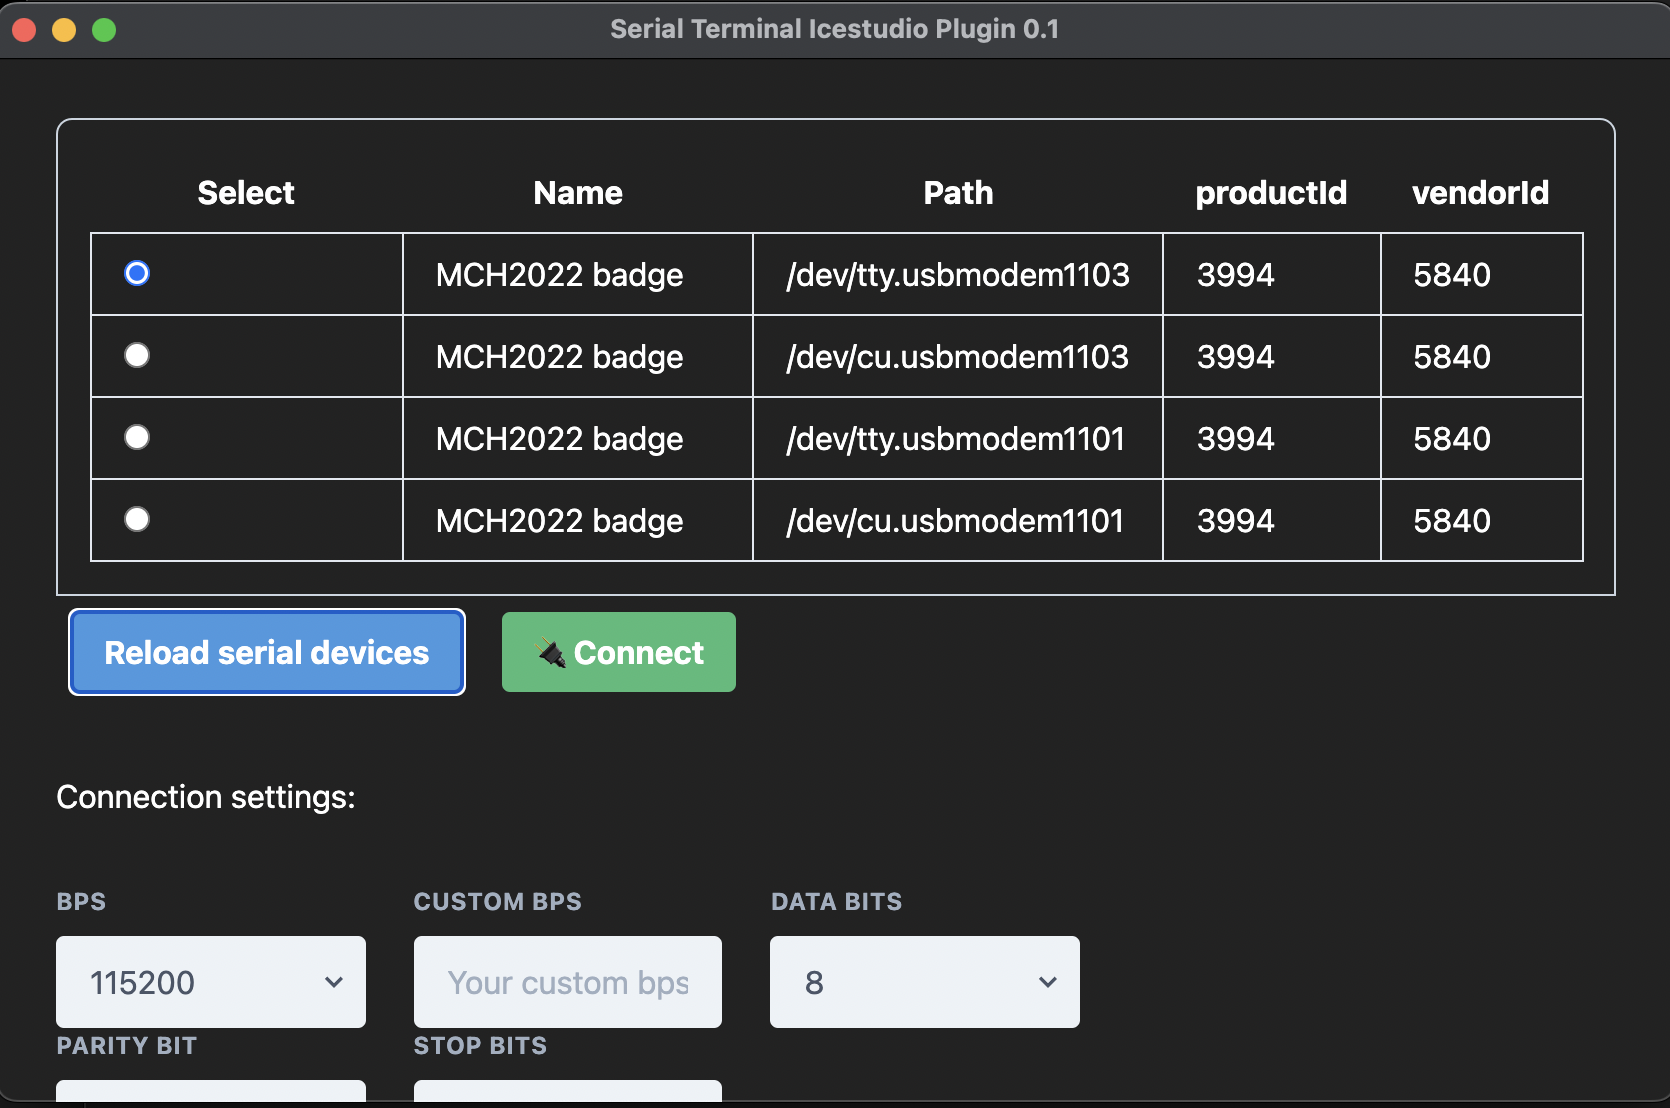 Serial Terminal Icestudio Plugin 0.1
Select Name Path productId vendorId
MCH2022 badge /dev/tty.usbmodem1103 3994 5840
MCH2022 badge /dev/cu.usbmodem1103 3994 5840
MCH2022 badge /dev/tty.usbmodem1101 3994 5840
MCH2022 badge /dev/cu.usbmodem1101 3994 5840
Reload serial devices Connect
Connection settings:
BPS CUSTOM BPS DATA BITS
115200 Your custom bps 8
PARITY BIT STOP BITS